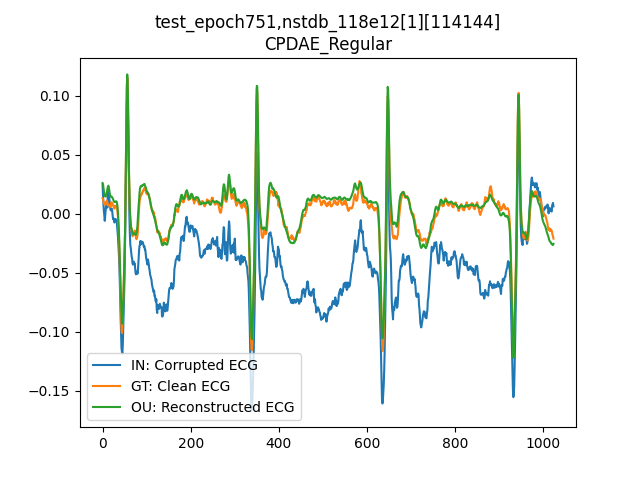 test_epoch751,nstdb_118e12[1][114144]
CPDAE_Regular
0.10
0.05
0.00
−0.05
−0.10
−0.15
IN: Corrupted ECG
GT: Clean ECG
OU: Reconstructed ECG
0 200 400 600 800 1000